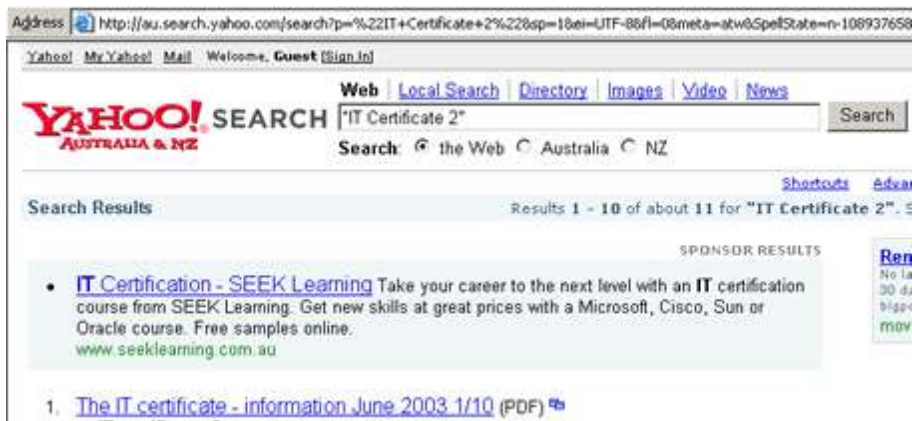 Address http://au.search.yahoo.com/search?p=%22IT+Certificate+2%22&sp=1&ei=UTF-8&fl=0&meta=atw&SpellState=n-108937658
Yahoo! My Yahoo! Mail Welcome, Guest [Sign In]
Web Local Search Directory Images Video News
YAHOO! SEARCH "IT Certificate 2" Search
AUSTRALIA & NZ Search: the Web Australia NZ
Shortcuts
Search Results Results 1 - 10 of about 11 for "IT Certificate 2". S
SPONSOR RESULTS
• IT Certification - SEEK Learning Take your career to the next level with an IT certification
course from SEEK Learning. Get new skills at great prices with a Microsoft, Cisco, Sun or
Oracle course. Free samples online.
www.seeklearning.com.au
Ren
No la
30 da
mov
1. The IT certificate - information June 2003 1/10 (PDF)